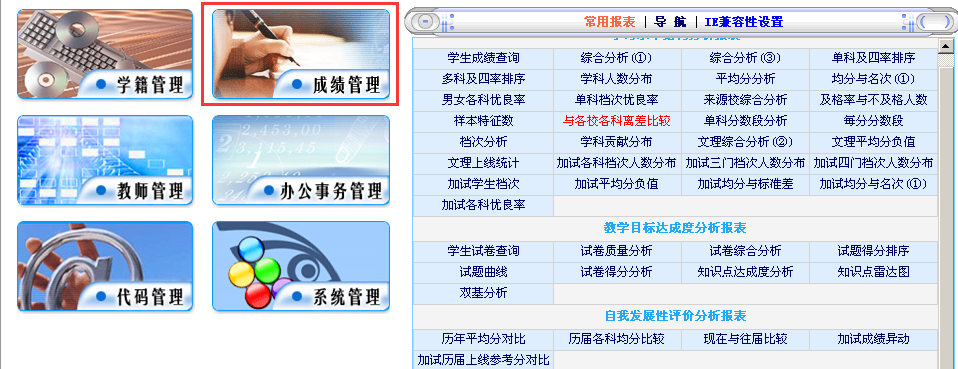 学籍管理
成绩管理
教师管理
办公事务管理
代码管理
系统管理
常用报表 | 导 航 | IE兼容性设置
学生成绩查询 综合分析(①) 综合分析(③) 单科及四率排序
多科及四率排序 学科人数分布 平均分分析 均分与名次(①)
男女各科优良率 单科档次优良率 来源校综合分析 及格率与不及格人数
样本特征数 与各校各科离差比较 单科分数段分析 每分分数段
档次分析 学科贡献分布 文理综合分析(②) 文理平均分负值
文理上线统计 加试各科档次人数分布 加试三门档次人数分布 加试四门档次人数分布
加试学生档次 加试平均分负值 加试均分与标准差 加试均分与名次(①)
加试各科优良率
教学目标达成度分析报表
学生试卷查询 试卷质量分析 试卷综合分析 试题得分排序
试题曲线 试卷得分分析 知识点达成度分析 知识点雷达图
双基分析
自我发展性评价分析报表
历年平均分对比 历届各科均分比较 现在与往届比较 加试成绩异动
加试历届上线参考分对比